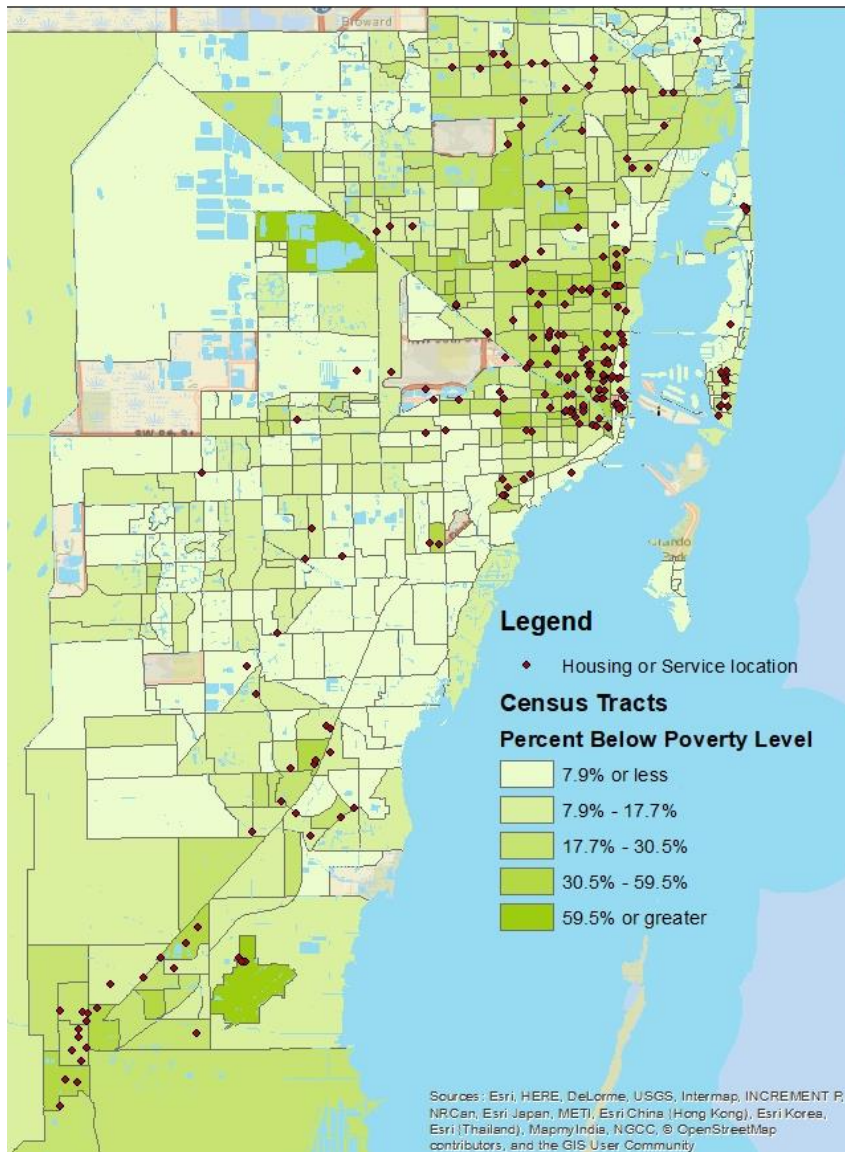 Broward
Park
Legend
Housing or Service location
Census Tracts
Percent Below Poverty Level
7.9% or less
7.9% - 17.7%
17.7% - 30.5%
30.5% - 59.5%
59.5% or greater
Sources: Esri, HERE, DeLorme, USGS, Intermap, INCREMENT P,
NRCan, Esri Japan, METI, Esri China (Hong Kong), Esri Korea,
Esri (Thailand), MapmyIndia, NGCC, © OpenStreetMap
contributors, and the GIS User Community